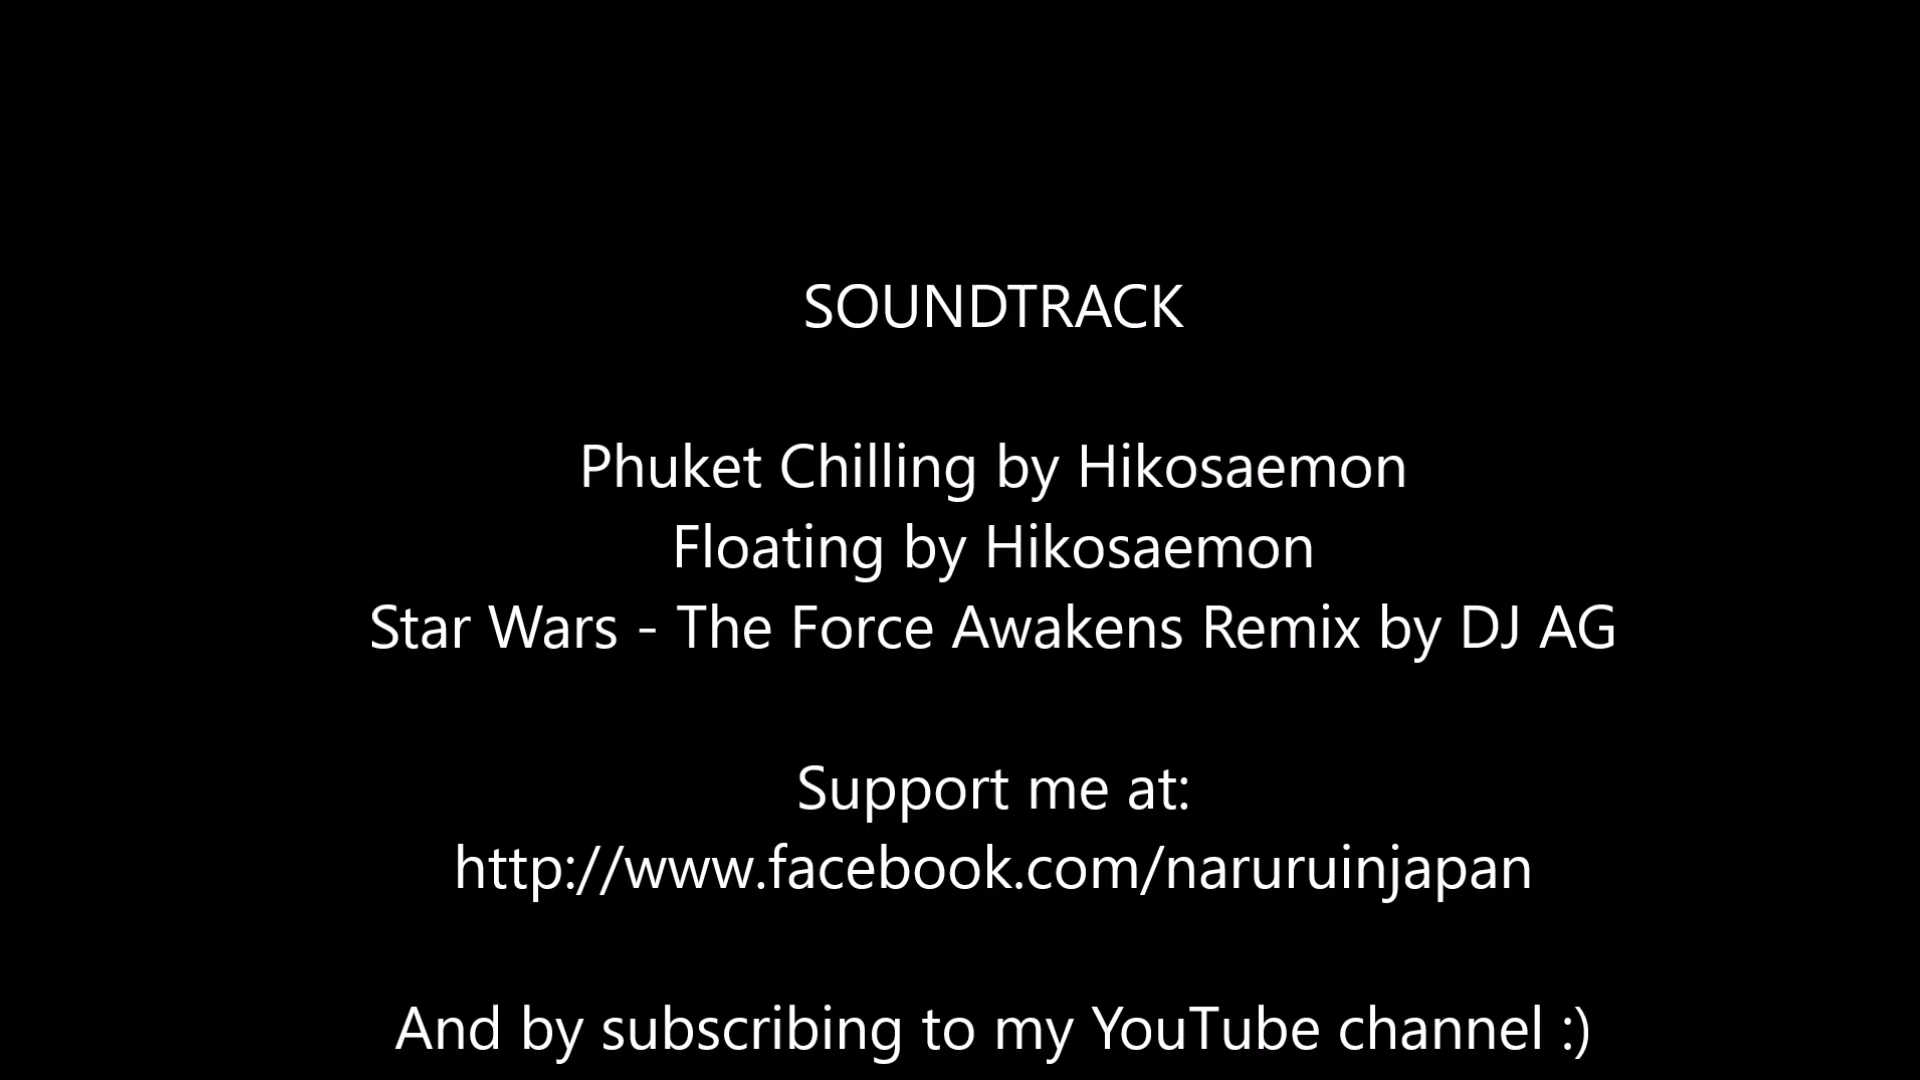 SOUNDTRACK
Phuket Chilling by Hikosaemon
Floating by Hikosaemon
Star Wars - The Force Awakens Remix by DJ AG
Support me at:
http://www.facebook.com/naruruinjapan
And by subscribing to my YouTube channel :)